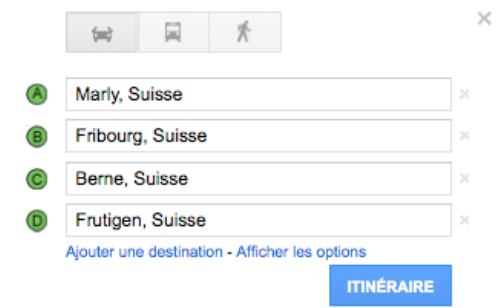 A Marly, Suisse
B Fribourg, Suisse
C Berne, Suisse
D Frutigen, Suisse
Ajouter une destination - Afficher les options
ITINÉRAIRE